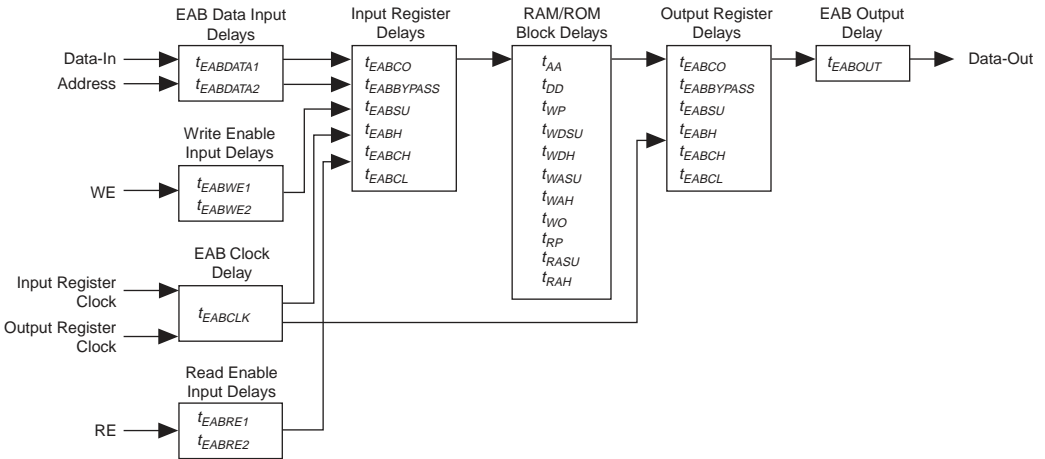 EAB Data Input
Delays
Data-In
Address
tEABDATA1
tEABDATA2
Write Enable
Input Delays
WE
tEABWE1
tEABWE2
EAB Clock
Delay
Input Register
Clock
Output Register
Clock
tEABCLK
Read Enable
Input Delays
RE
tEABRE1
tEABRE2
Input Register
Delays
tEABCO
tEABBYPASS
tEABSU
tEABH
tEABCH
tEABCL
RAM/ROM
Block Delays
tAA
tDD
tWP
tWDSU
tWDH
tWASU
tWAH
tWO
tRP
tRASU
tRAH
Output Register
Delays
tEABCO
tEABBYPASS
tEABSU
tEABH
tEABCH
tEABCL
EAB Output
Delay
tEABOUT
Data-Out